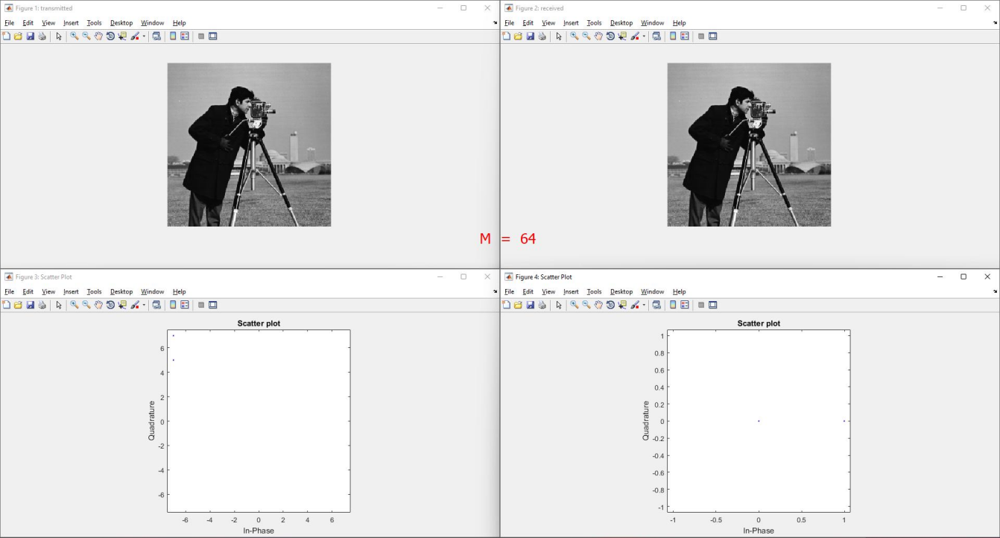 Figure 1: transmitted
File Edit View Insert Tools Desktop Window Help
Figure 2: received
File Edit View Insert Tools Desktop Window Help
M = 64
Figure 3: Scatter Plot
File Edit View Insert Tools Desktop Window Help
Scatter plot
6
4
2
0
-2
-4
-6
Quadrature
-6 -4 -2 0 2 4 6
In-Phase
Figure 4: Scatter Plot
File Edit View Insert Tools Desktop Window Help
Scatter plot
1
0.8
0.6
0.4
0.2
0
-0.2
-0.4
-0.6
-0.8
-1
Quadrature
-1 -0.5 0 0.5 1
In-Phase